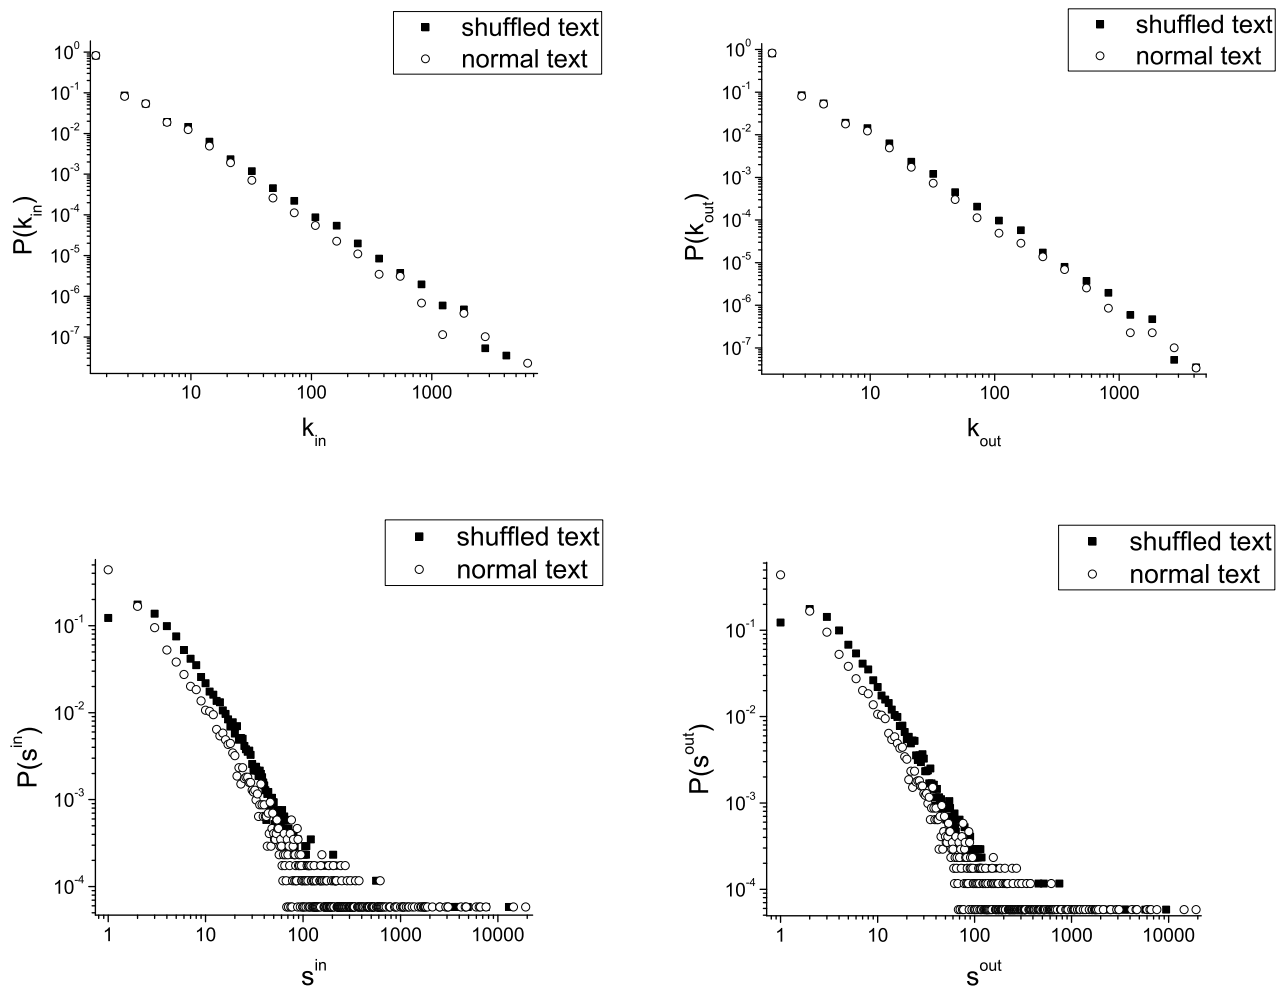 shuffled text
normal text
10^0
10^-1
10^-2
10^-3
10^-4
10^-5
10^-6
10^-7
P(k_in)
10 100 1000
k_in
shuffled text
normal text
10^0
10^-1
10^-2
10^-3
10^-4
10^-5
10^-6
10^-7
P(k_out)
10 100 1000
k_out
shuffled text
normal text
10^-1
10^-2
10^-3
10^-4
P(s^in)
1 10 100 1000 10000
s^in
shuffled text
normal text
10^-1
10^-2
10^-3
10^-4
P(s^out)
1 10 100 1000 10000
s^out